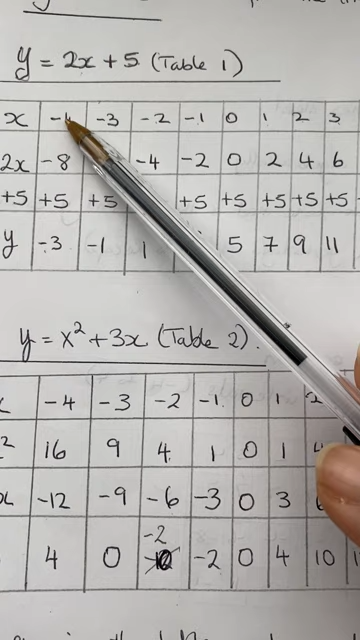 y = 2x + 5 (Table 1)
x -3 -2 -1 0 1 2 3
2x -8 -4 -2 0 2 4 6
+5 +5 +5 +5 +5 +5 +5 +5
y -3 -1 1 5 7 9 11
y = x² + 3x (Table 2).
-4 -3 -2 -1 0 1
16 9 4 1 0 1
-12 -9 -6 -3 0 3
-2
4 0 -2 0 4 10